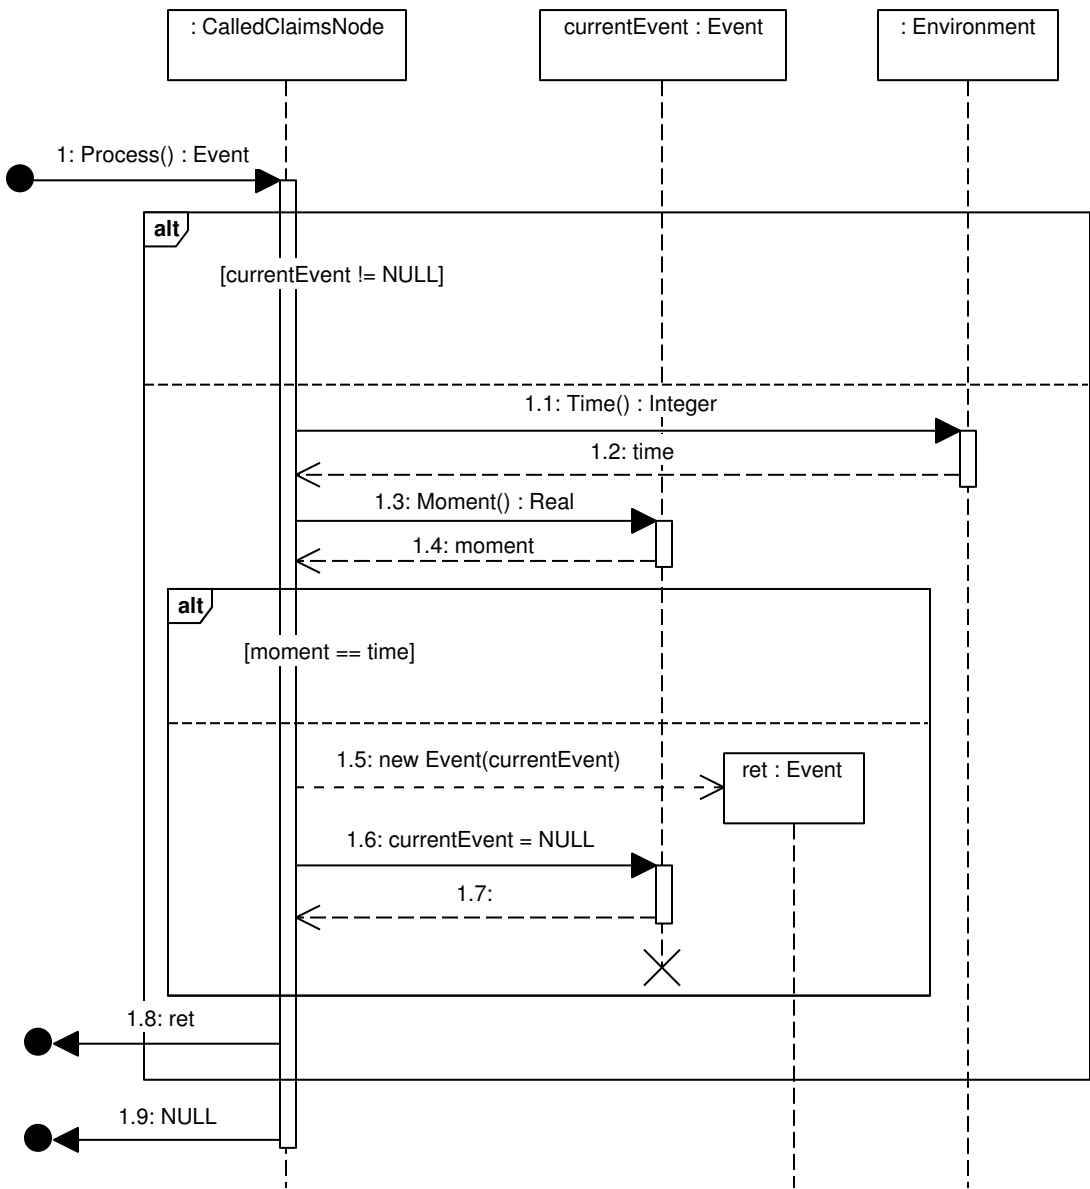 : CalledClaimsNode
currentEvent : Event
: Environment
1: Process() : Event
alt
[currentEvent != NULL]
1.1: Time() : Integer
1.2: time
1.3: Moment() : Real
1.4: moment
alt
[moment == time]
1.5: new Event(currentEvent)
ret : Event
1.6: currentEvent = NULL
1.7:
1.8: ret
1.9: NULL